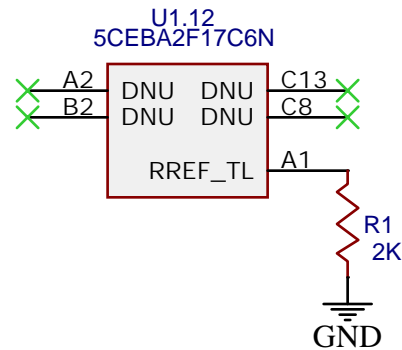 U1.12
5CEBA2F17C6N
A2 DNU DNU C13
B2 DNU DNU C8
RREF_TL A1
R1
2K
GND